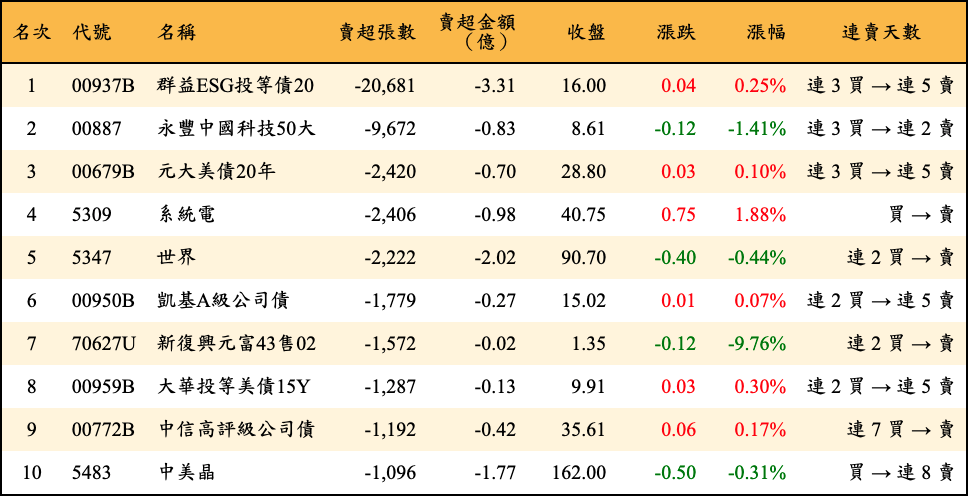 名次 代號 名稱 賣超張數 賣超金額（億） 收盤 漲跌 漲幅 連賣天數
1 00937B 群益ESG投等債20 -20,681 -3.31 16.00 0.04 0.25% 連 3 買 → 連 5 賣
2 00887 永豐中國科技50大 -9,672 -0.83 8.61 -0.12 -1.41% 連 3 買 → 連 2 賣
3 00679B 元大美債20年 -2,420 -0.70 28.80 0.03 0.10% 連 3 買 → 連 5 賣
4 5309 系統電 -2,406 -0.98 40.75 0.75 1.88% 買 → 賣
5 5347 世界 -2,222 -2.02 90.70 -0.40 -0.44% 連 2 買 → 賣
6 00950B 凱基A級公司債 -1,779 -0.27 15.02 0.01 0.07% 連 2 買 → 連 5 賣
7 70627U 新復興元富43售02 -1,572 -0.02 1.35 -0.12 -9.76% 連 2 買 → 賣
8 00959B 大華投等美債15Y -1,287 -0.13 9.91 0.03 0.30% 連 2 買 → 連 5 賣
9 00772B 中信高評級公司債 -1,192 -0.42 35.61 0.06 0.17% 連 7 買 → 賣
10 5483 中美晶 -1,096 -1.77 162.00 -0.50 -0.31% 買 → 連 8 賣